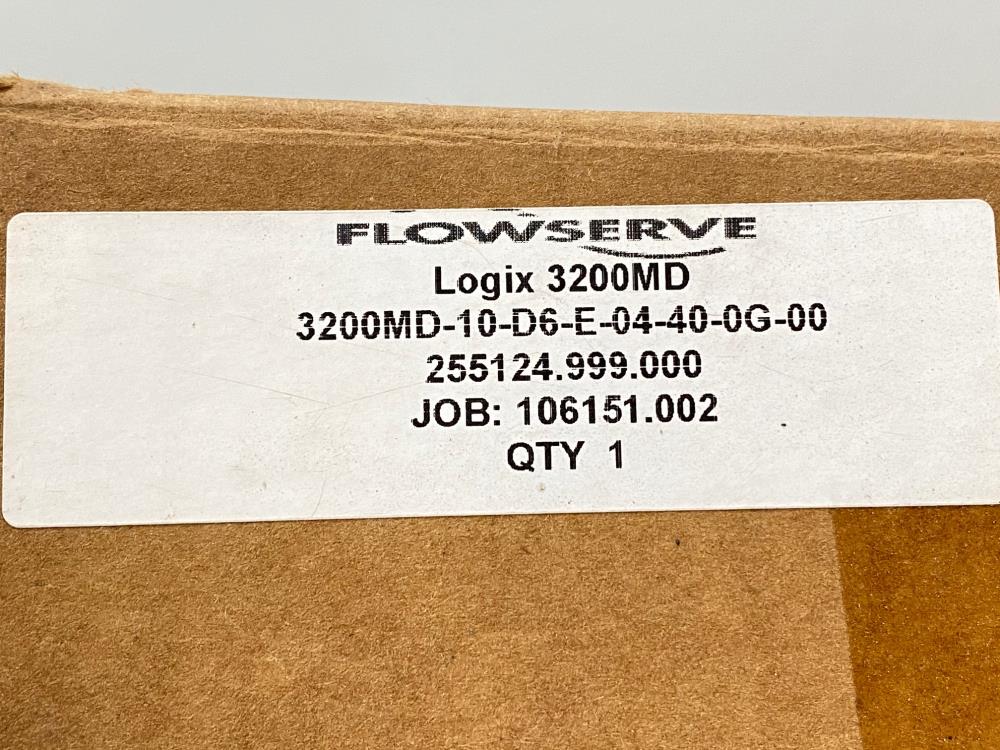 FLOWSERVE
Logix 3200MD
3200MD-10-D6-E-04-40-0G-00
255124.999.000
JOB: 106151.002
QTY 1